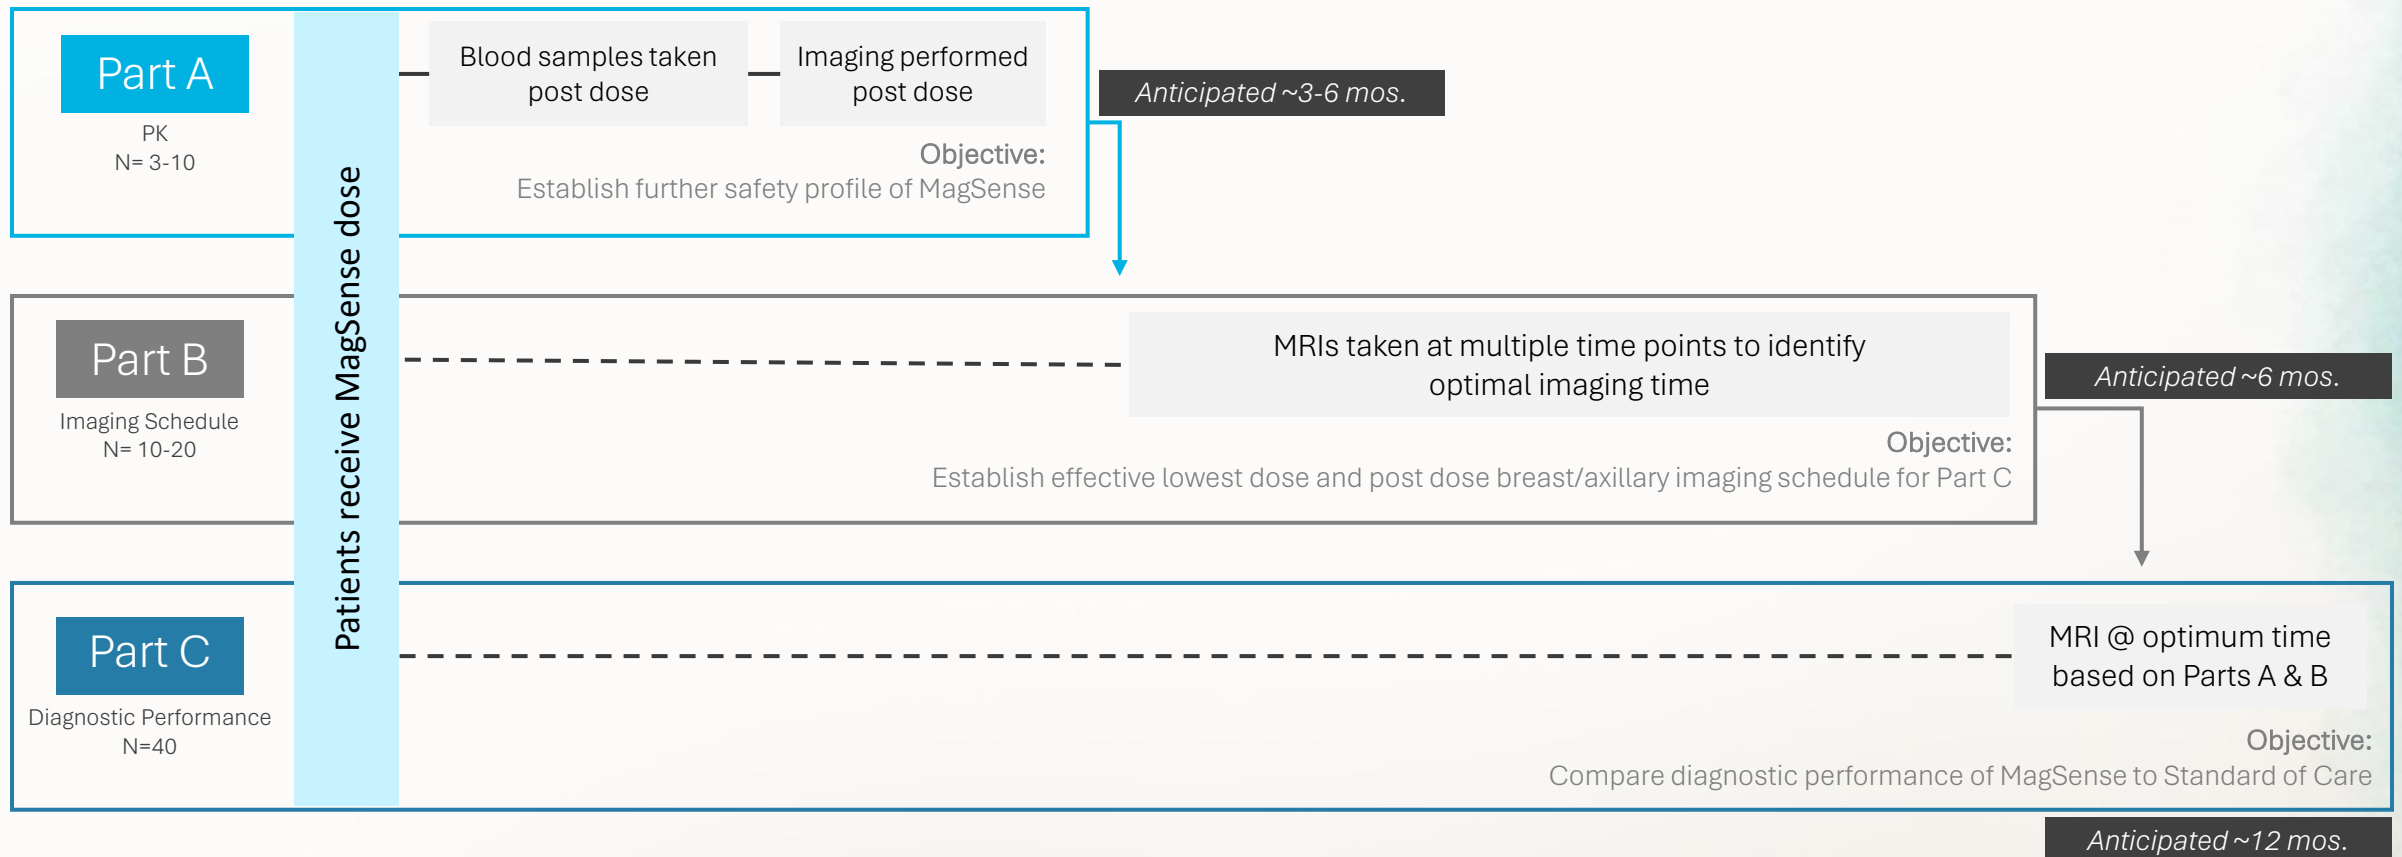 Part A
PK
N= 3-10
Patients receive MagSense dose
Blood samples taken
post dose
Imaging performed
post dose
Objective:
Establish further safety profile of MagSense
Anticipated ~3-6 mos.
Part B
Imaging Schedule
N= 10-20
MRIs taken at multiple time points to identify
optimal imaging time
Objective:
Establish effective lowest dose and post dose breast/axillary imaging schedule for Part C
Anticipated ~6 mos.
Part C
Diagnostic Performance
N=40
MRI @ optimum time
based on Parts A & B
Objective:
Compare diagnostic performance of MagSense to Standard of Care
Anticipated ~12 mos.